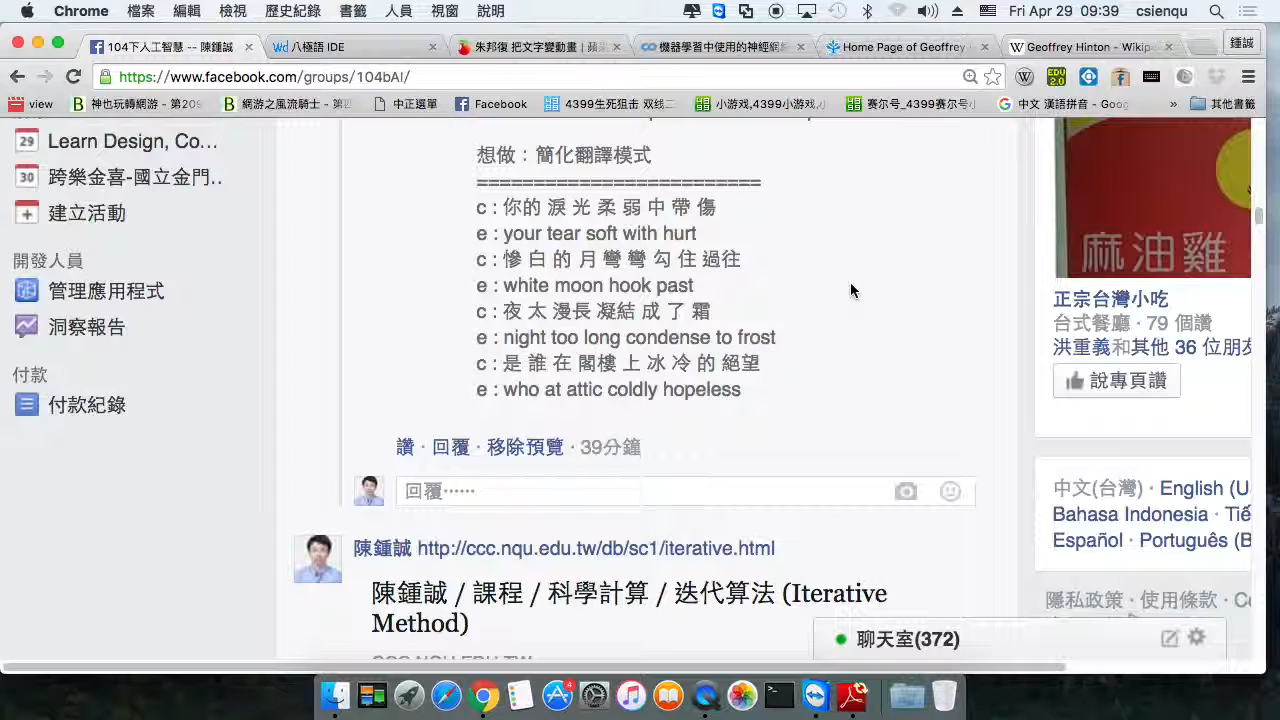 Chrome 檔案 編輯 檢視 歷史紀錄 書籤 人員 視窗 說明 Fri Apr 29 09:39 csienqu
104下人工智慧 -- 陳鍾誠 八極語 IDE 朱邦復 把文字變動畫｜蘋 機器學習中使用的神經網 Home Page of Geoffrey Geoffrey Hinton - Wikip 鍾誠
https://www.facebook.com/groups/104bAI/
view 神也玩轉網游 - 第20 網游之風流騎士 - 第四 中正選單 Facebook 4399生死狙击 双线二 小游戏,4399小游戏,小 赛尔号_4399赛尔号小 中文 漢語拼音 - Goog » 其他書籤
29 Learn Design, Co...
30 跨樂金喜-國立金門..
建立活動
開發人員
管理應用程式
洞察報告
付款
付款紀錄
想做：簡化翻譯模式
=========================
c : 你的 淚 光 柔 弱 中 帶 傷
e : your tear soft with hurt
c : 慘 白 的 月 彎 彎 勾 住 過往
e : white moon hook past
c : 夜 太 漫長 凝結 成 了 霜
e : night too long condense to frost
c : 是 誰 在 閣樓 上 冰 冷 的 絕望
e : who at attic coldly hopeless
讚 · 回覆 · 移除預覽 · 39分鐘
回覆……
陳鍾誠 http://ccc.nqu.edu.tw/db/sc1/iterative.html
陳鍾誠 / 課程 / 科學計算 / 迭代算法 (Iterative
Method)
CCC.NQU.EDU.TW
麻油雞
正宗台灣小吃
台式餐廳 · 79 個讚
洪重義和其他 36 位朋友
說專頁讚
中文(台灣) · English (U
Bahasa Indonesia · Tiế
Español · Português (B
隱私政策 · 使用條款 · Co
聊天室(372)
4